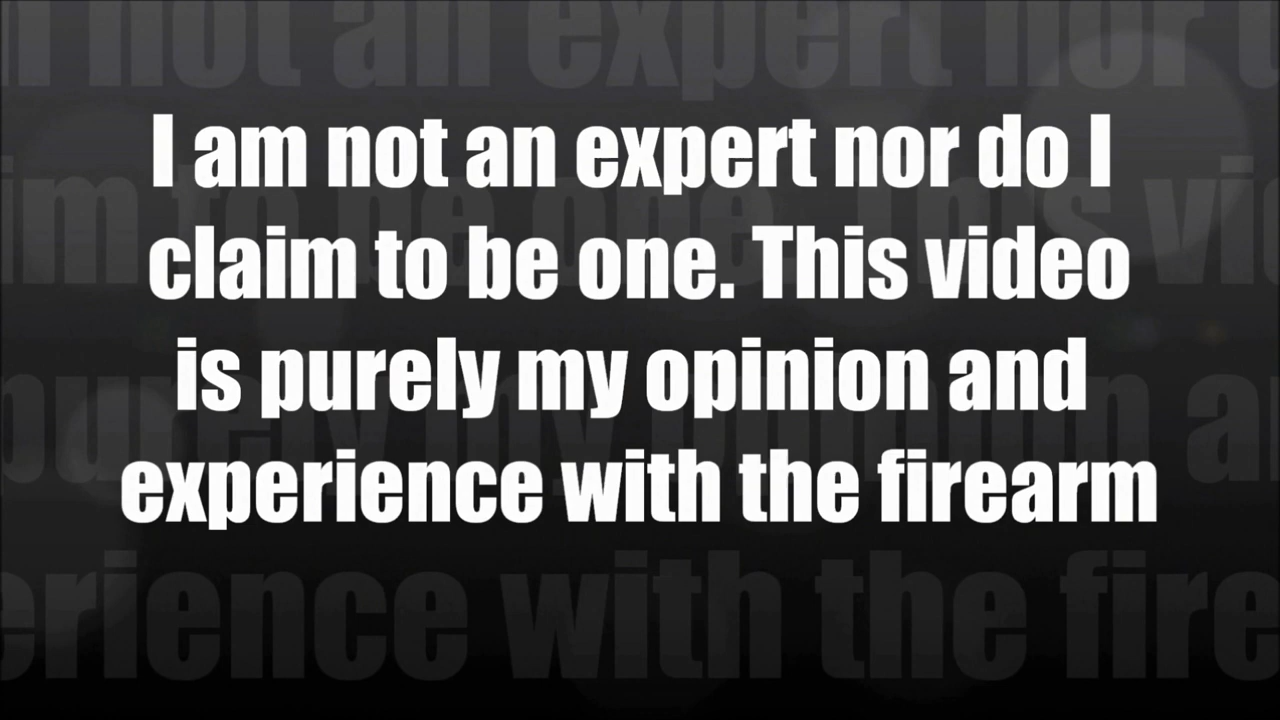 I am not an expert nor do I
claim to be one. This video
is purely my opinion and
experience with the firearm